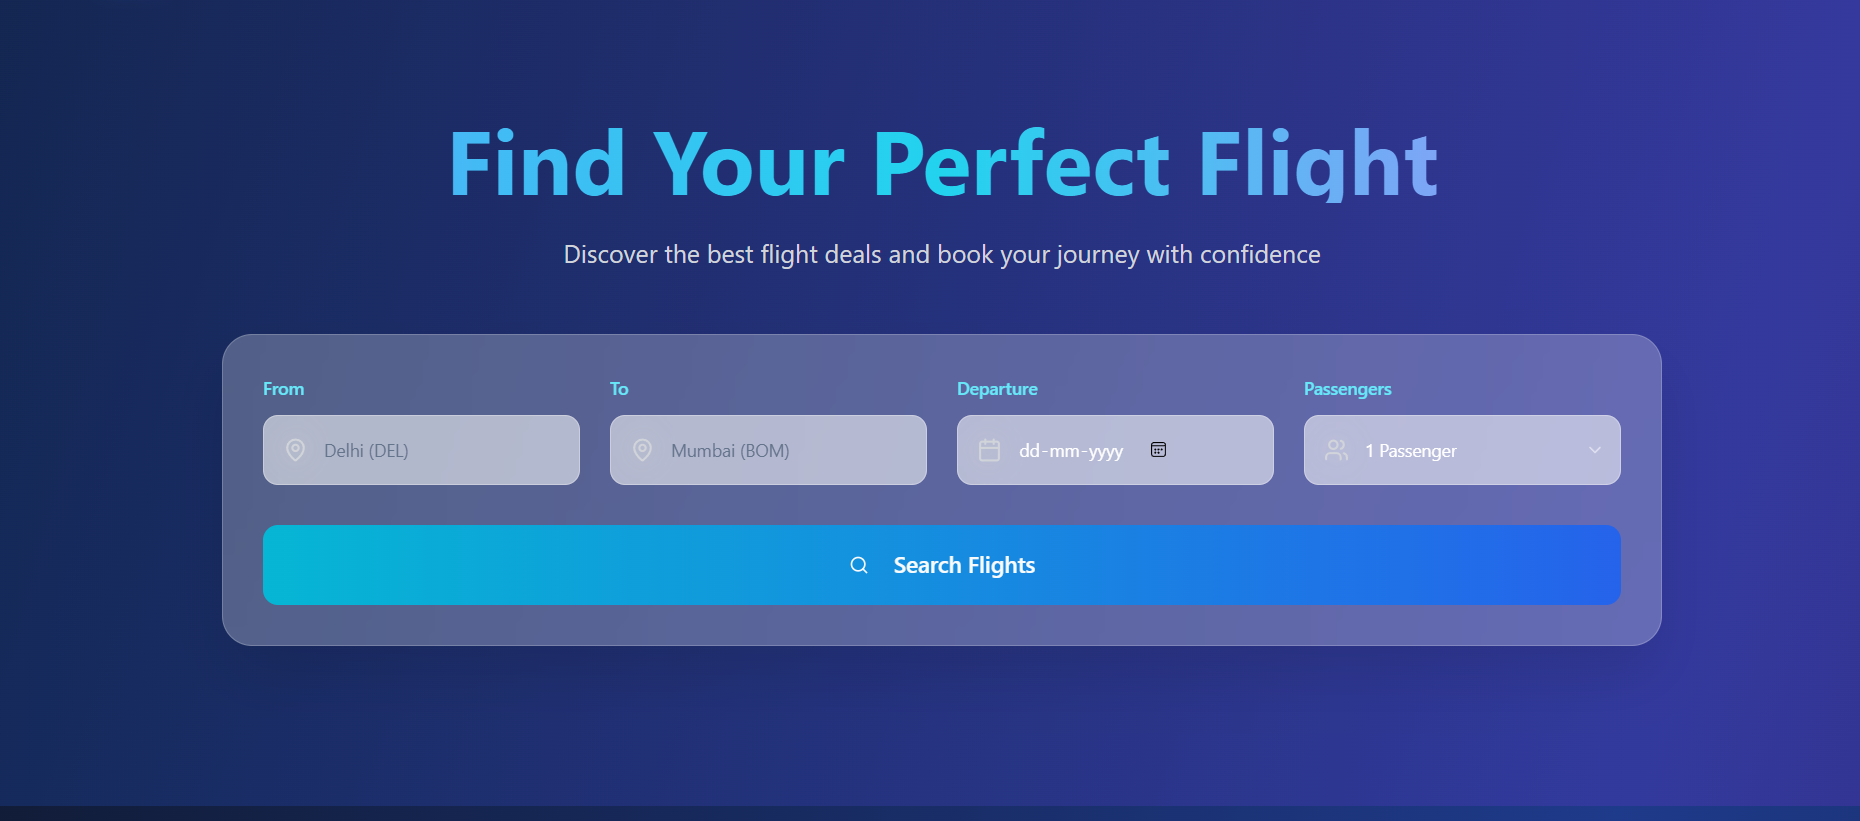 Find Your Perfect Flight
Discover the best flight deals and book your journey with confidence
From
To
Departure
Passengers
Delhi (DEL)
Mumbai (BOM)
dd-mm-yyyy
1 Passenger
Search Flights